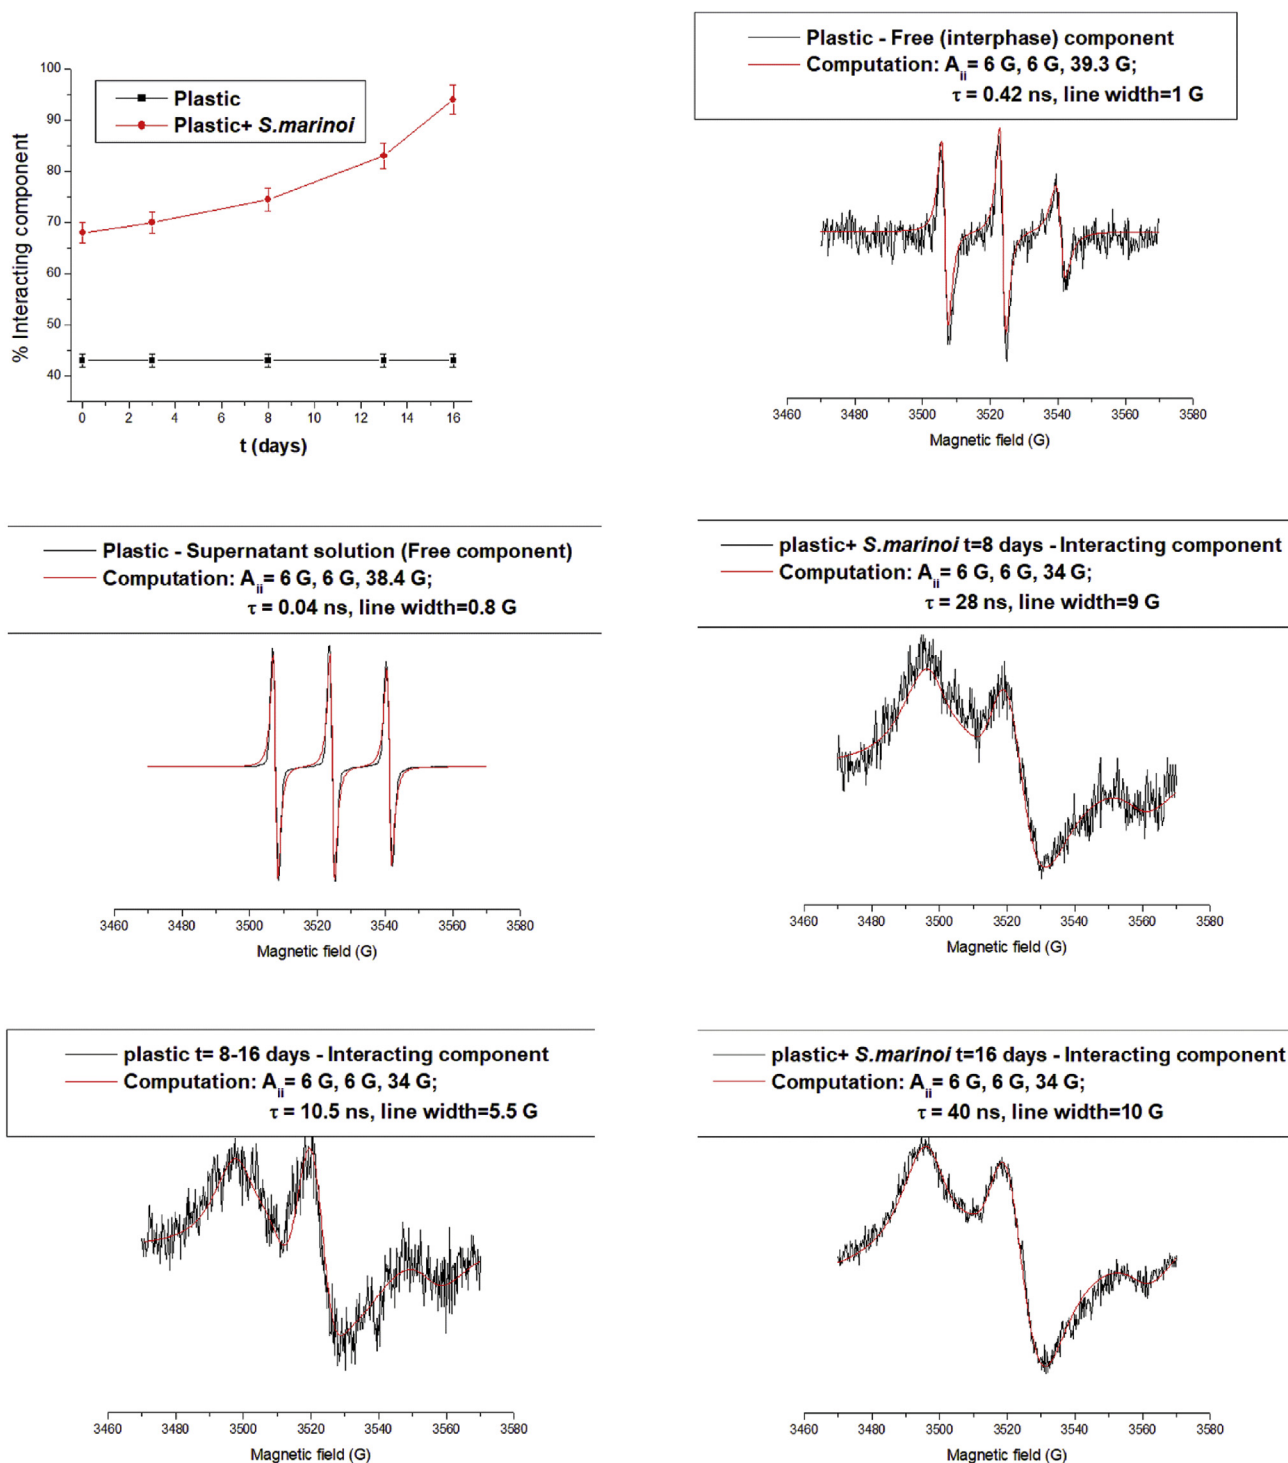 Plastic
Plastic+ S.marinoi
% Interacting component
100
90
80
70
60
50
40
0 2 4 6 8 10 12 14 16
t (days)
Plastic - Free (interphase) component
Computation: Aii= 6 G, 6 G, 39.3 G;
τ = 0.42 ns, line width=1 G
3460 3480 3500 3520 3540 3560 3580
Magnetic field (G)
Plastic - Supernatant solution (Free component)
Computation: Aii= 6 G, 6 G, 38.4 G;
τ = 0.04 ns, line width=0.8 G
3460 3480 3500 3520 3540 3560 3580
Magnetic field (G)
plastic+ S.marinoi t=8 days - Interacting component
Computation: Aii= 6 G, 6 G, 34 G;
τ = 28 ns, line width=9 G
3460 3480 3500 3520 3540 3560 3580
Magnetic field (G)
plastic t= 8-16 days - Interacting component
Computation: Aii= 6 G, 6 G, 34 G;
τ = 10.5 ns, line width=5.5 G
3460 3480 3500 3520 3540 3560 3580
Magnetic field (G)
plastic+ S.marinoi t=16 days - Interacting component
Computation: Aii= 6 G, 6 G, 34 G;
τ = 40 ns, line width=10 G
3460 3480 3500 3520 3540 3560 3580
Magnetic field (G)